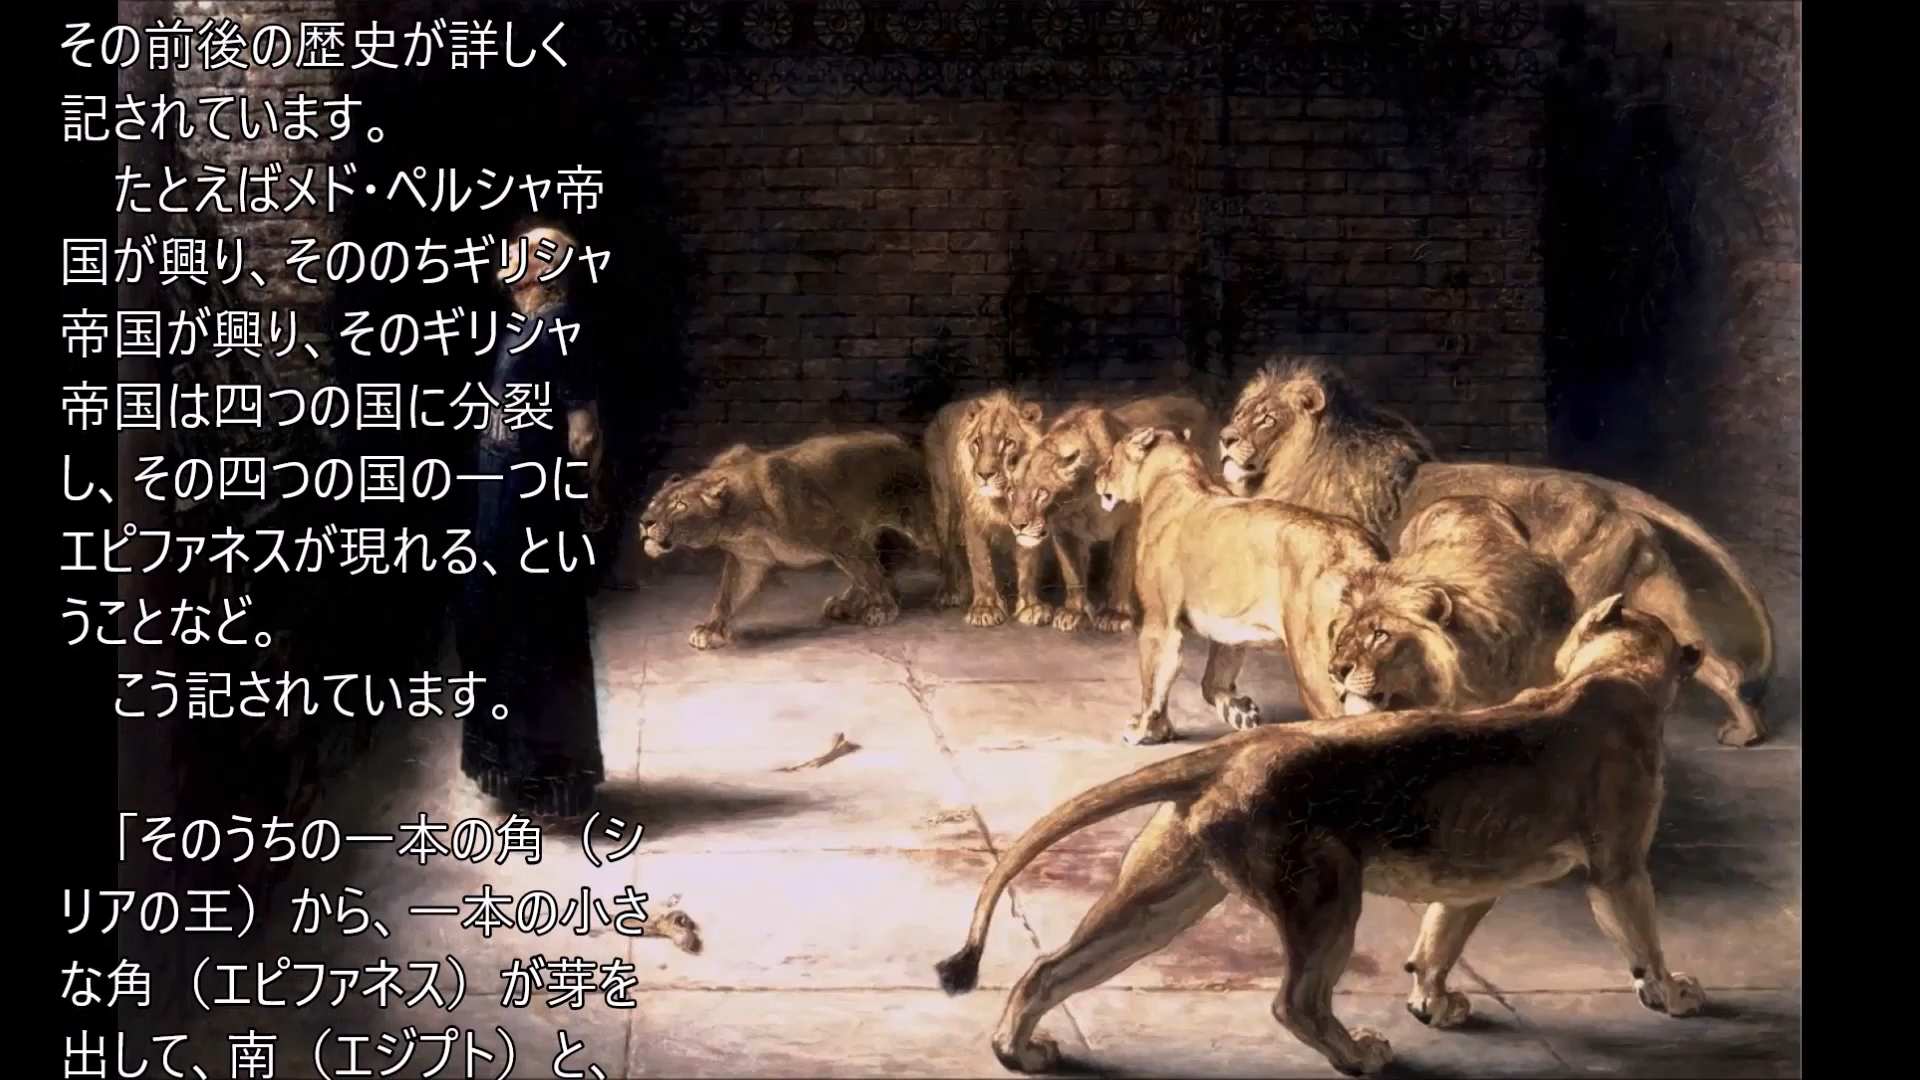 その前後の歴史が詳しく
記されています。
たとえばメド・ペルシャ帝
国が興り、そののちギリシャ
帝国が興り、そのギリシャ
帝国は四つの国に分裂
し、その四つの国の一つに
エピファネスが現れる、とい
うことなど。
こう記されています。
「そのうちの一本の角（シ
リアの王）から、一本の小さ
な角（エピファネス）が芽を
出して、南（エジプト）と、